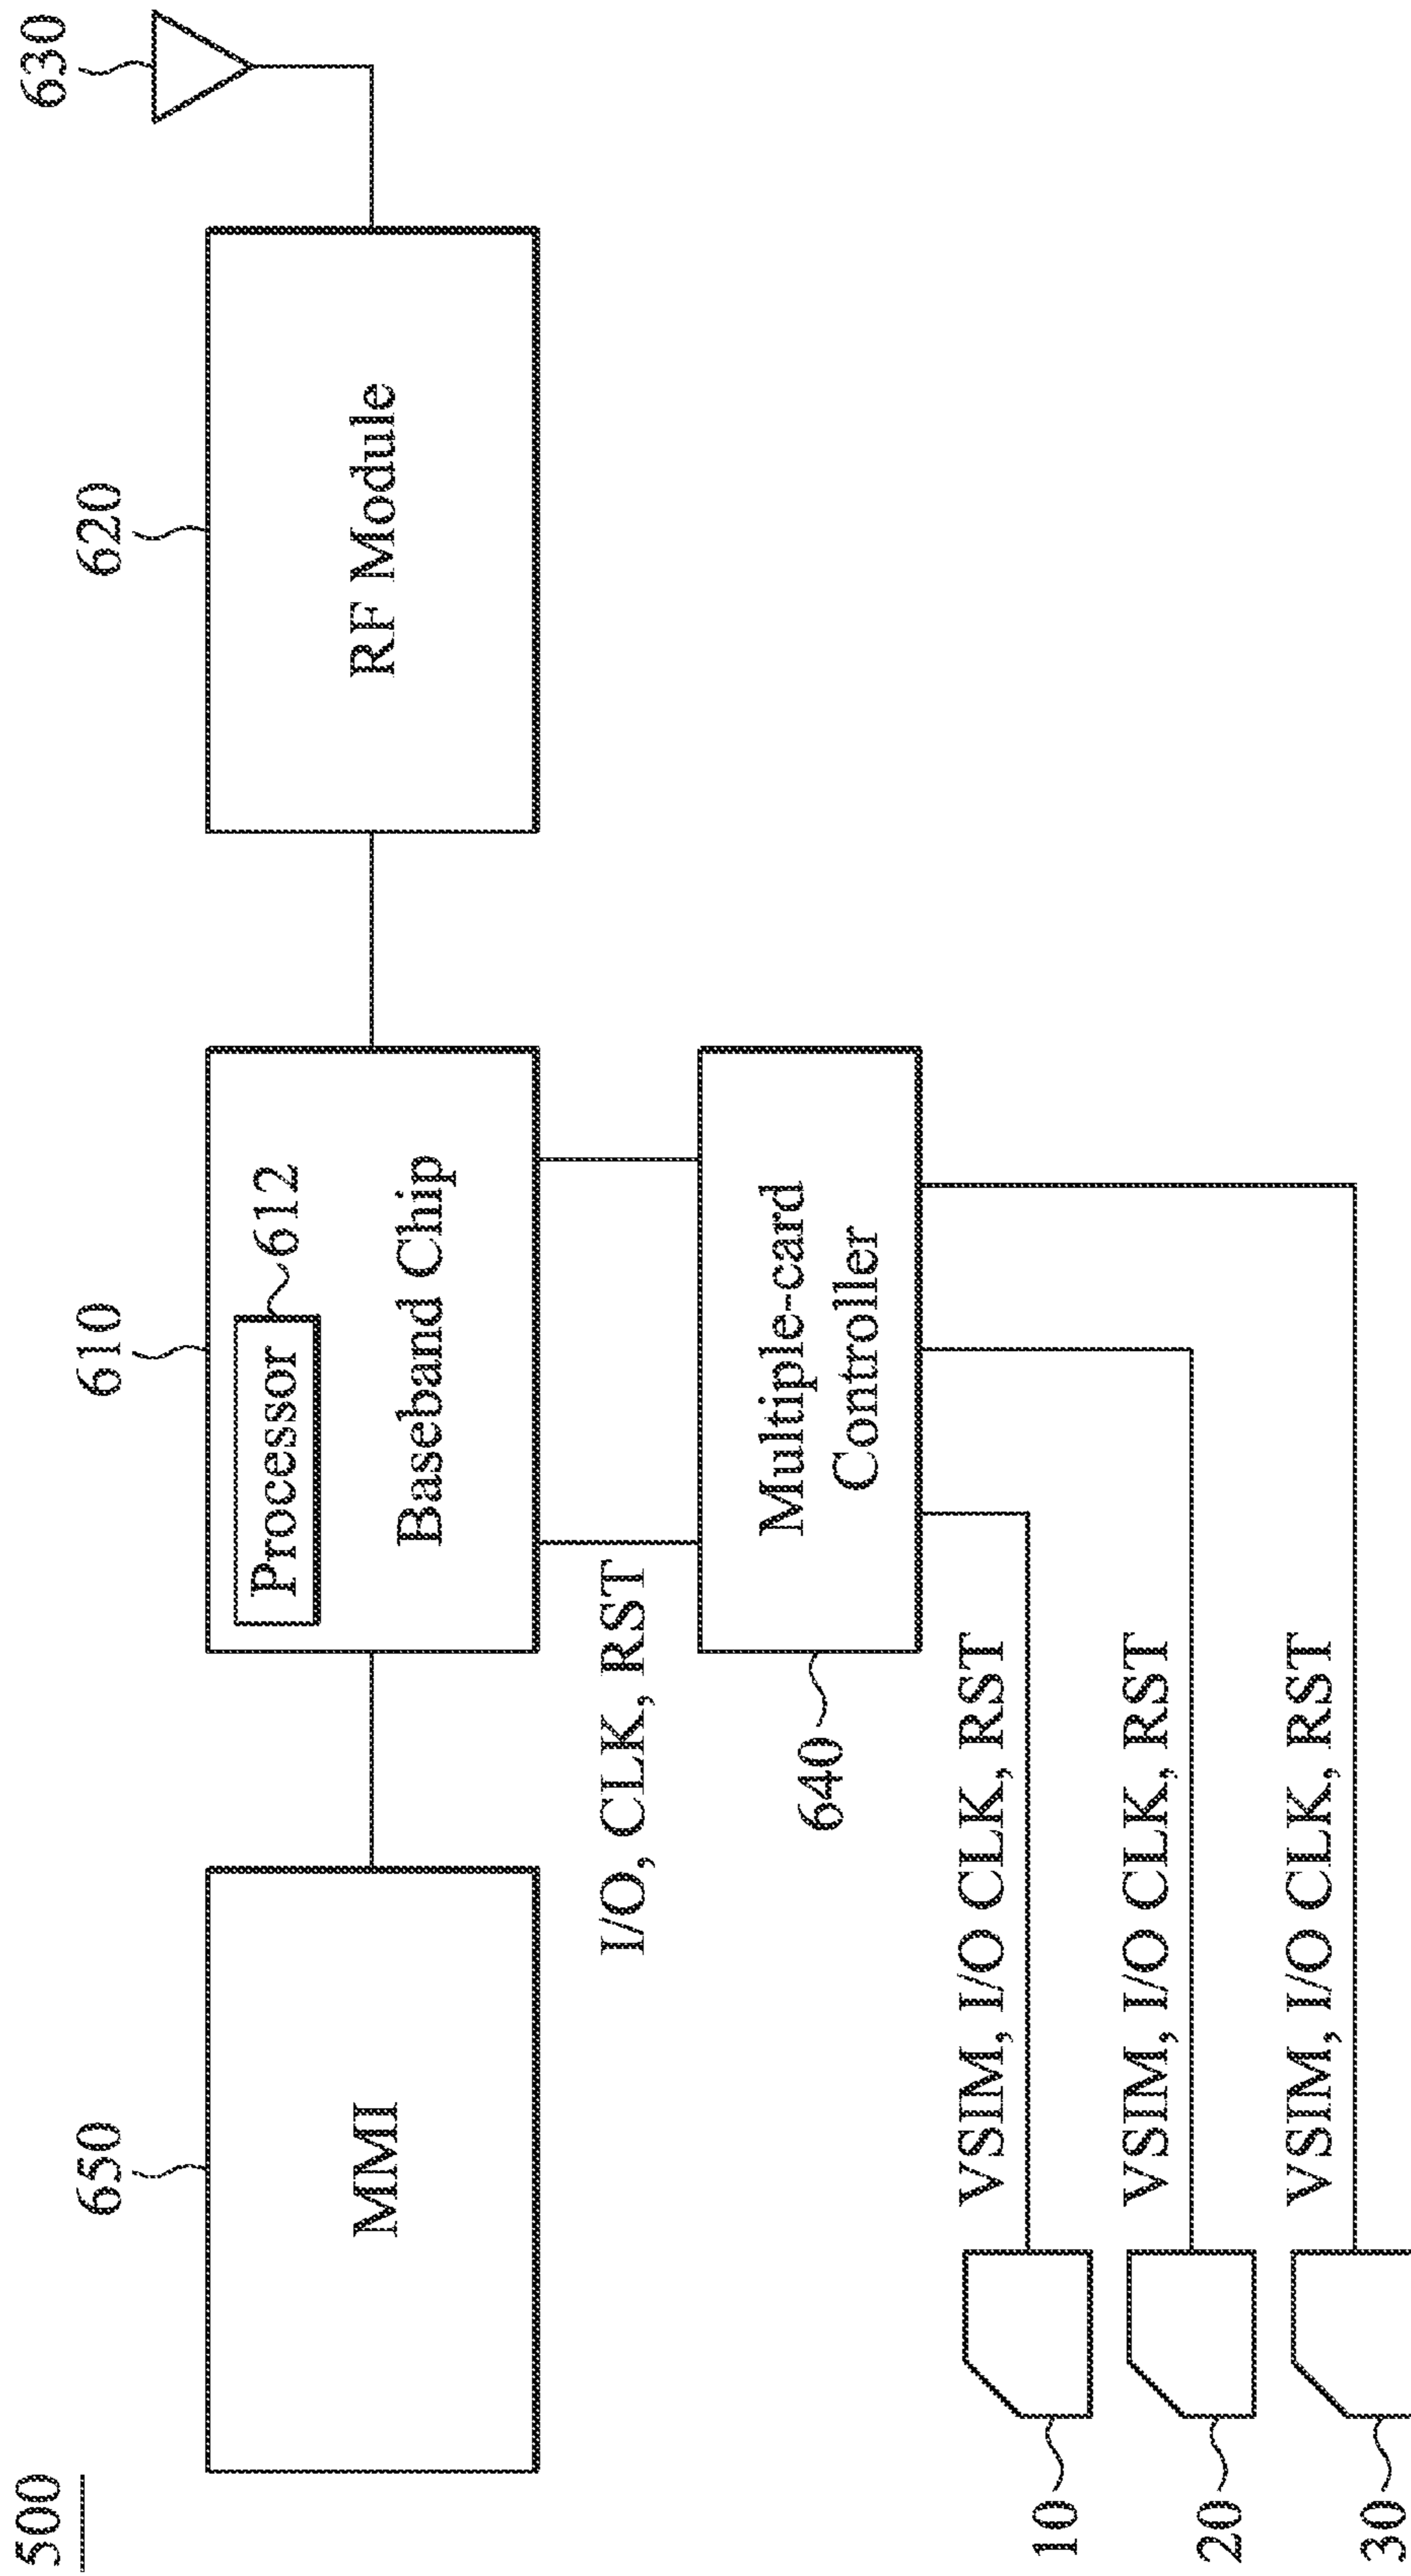 500
650
610
620
630
MMI
Processor
612
Baseband Chip
RF Module
I/O, CLK, RST
640
Multiple-card
Controller
VSIM, I/O CLK, RST
10
VSIM, I/O CLK, RST
20
VSIM, I/O CLK, RST
30